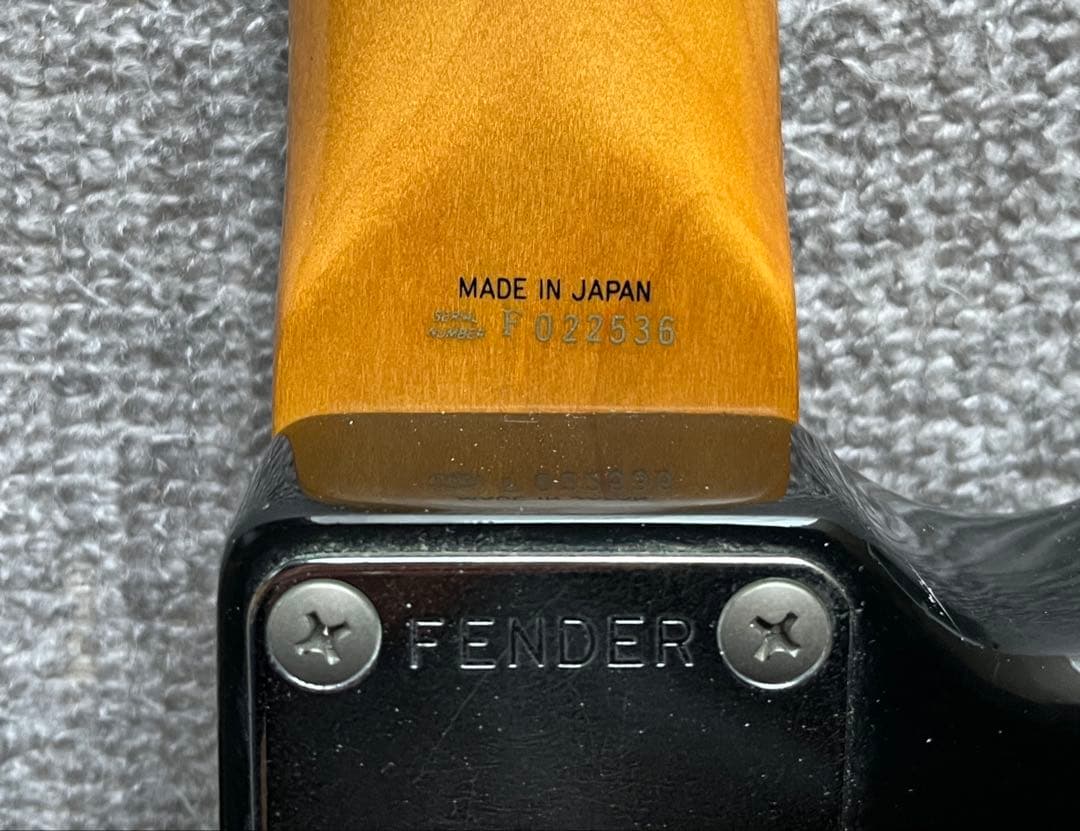 MADE IN JAPAN
SERIAL
NUMBER F 022536
FENDER